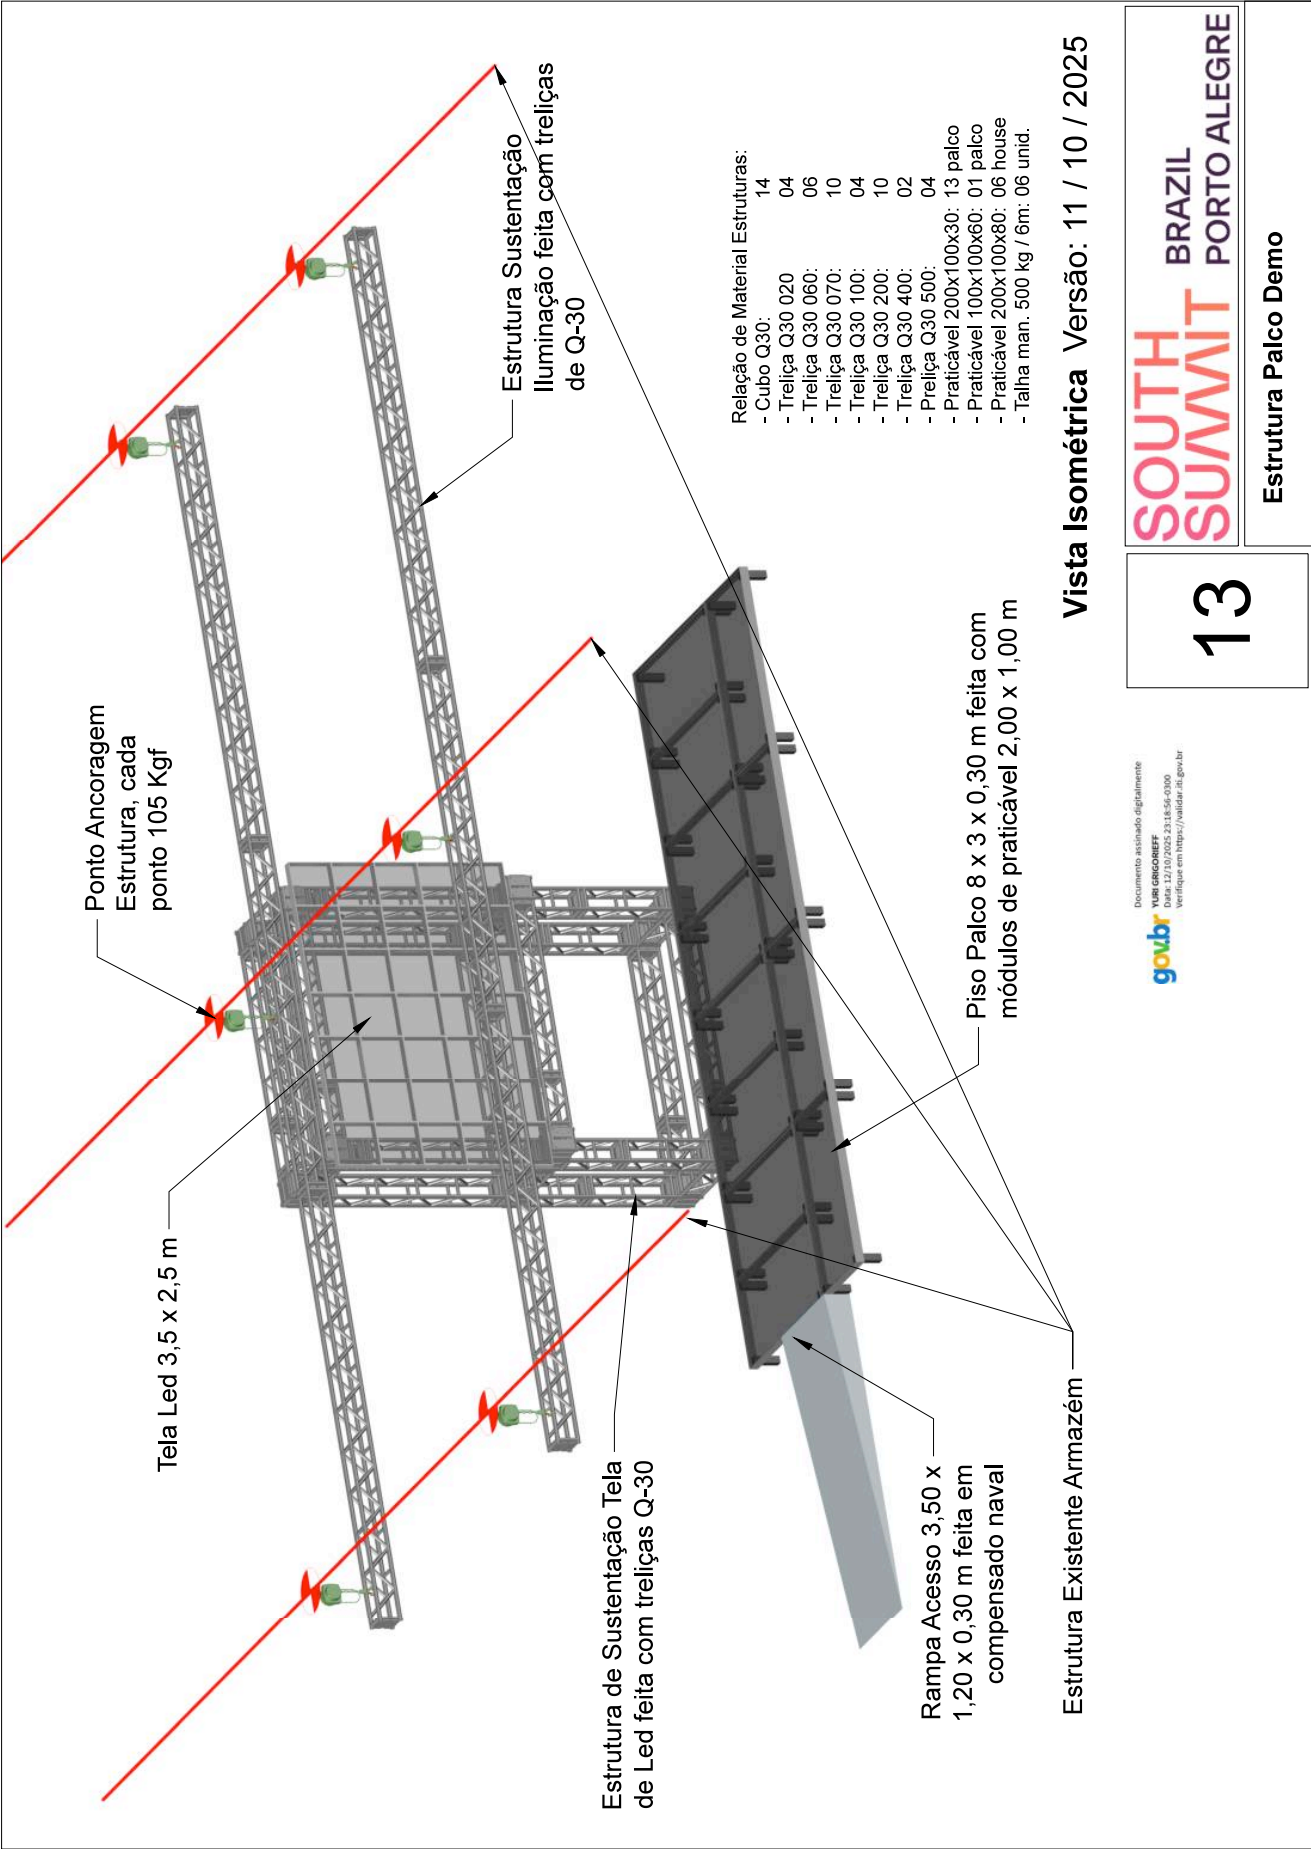 Ponto Ancoragem
Estrutura, cada
ponto 105 Kgf
Tela Led 3,5 x 2,5 m
Estrutura Sustentação
Iluminação feita com treliças
de Q-30
Estrutura de Sustentação Tela
de Led feita com treliças Q-30
Rampa Acesso 3,50 x
1,20 x 0,30 m feita em
compensado naval
Estrutura Existente Armazém
Piso Palco 8 x 3 x 0,30 m feita com
módulos de praticável 2,00 x 1,00 m
Relação de Material Estruturas:
- Cubo Q30: 14
- Treliça Q30 020 04
- Treliça Q30 060: 06
- Treliça Q30 070: 10
- Treliça Q30 100: 04
- Treliça Q30 200: 10
- Treliça Q30 400: 02
- Preliça Q30 500: 04
- Praticável 200x100x30: 13 palco
- Praticável 100x100x60: 01 palco
- Praticável 200x100x80: 06 house
- Talha man. 500 kg / 6m: 06 unid.
Vista Isométrica Versão: 11 / 10 / 2025
gov.br
Documento assinado digitalmente
YURI GRIGORIEFF
Data: 12/10/2025 23:18:56-0300
Verifique em https://validar.iti.gov.br
13
SOUTH
SUMMIT
BRAZIL
PORTO ALEGRE
Estrutura Palco Demo